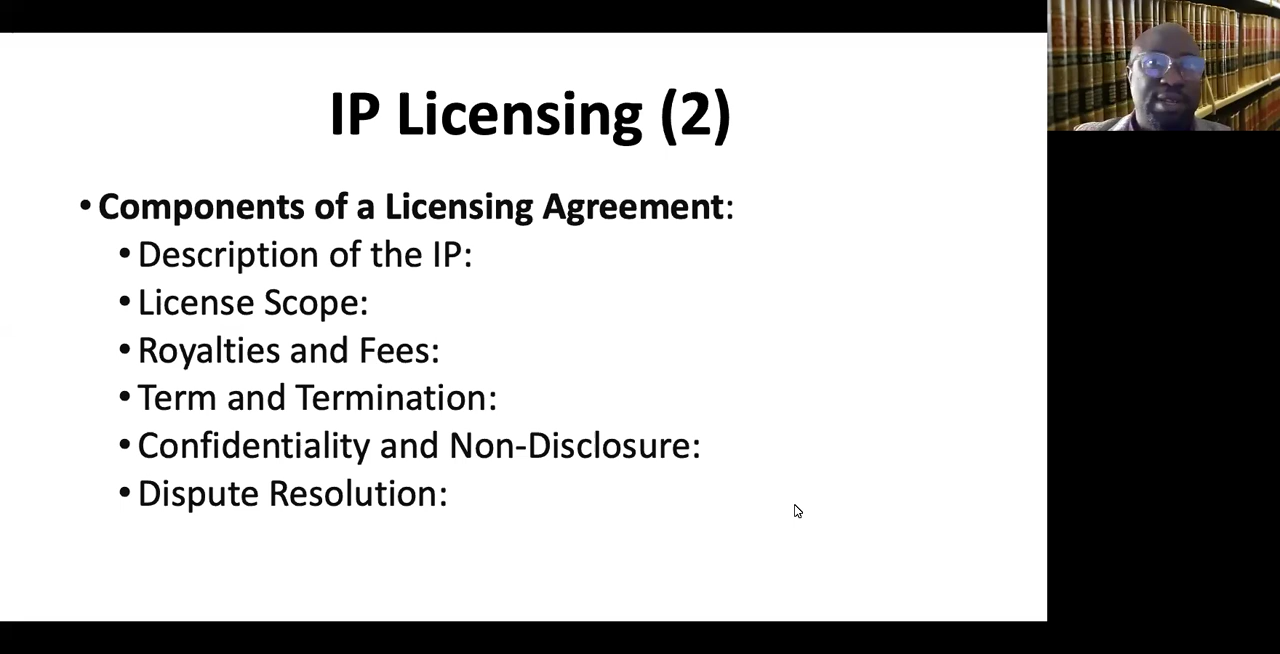 IP Licensing (2)
• Components of a Licensing Agreement:
• Description of the IP:
• License Scope:
• Royalties and Fees:
• Term and Termination:
• Confidentiality and Non-Disclosure:
• Dispute Resolution: